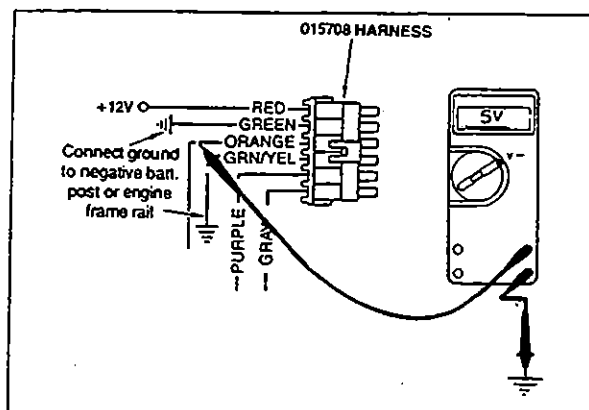 015708 HARNESS
+12V
RED
GREEN
ORANGE
GRN/YEL
Connect ground
to negative batt.
post or engine
frame rail
PURPLE
GRAY
5V
V